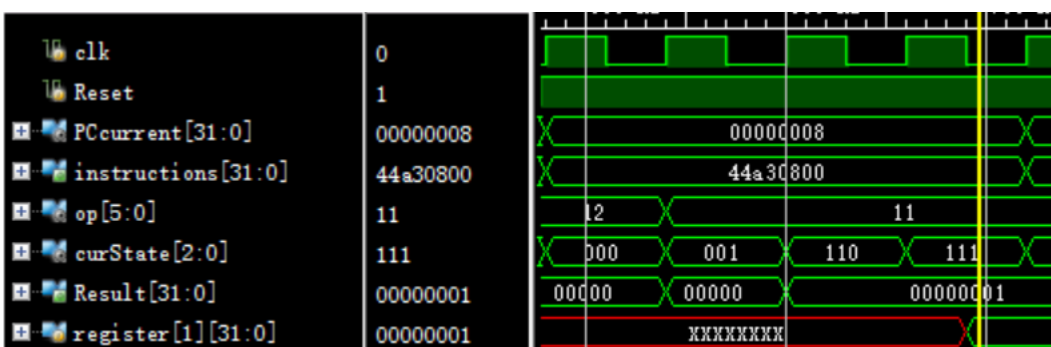 clk 0
Reset 1
PCcurrent[31:0] 00000008 00000008
instructions[31:0] 44a30800 44a30800
op[5:0] 11 12 11
curState[2:0] 111 000 001 110 111
Result[31:0] 00000001 00000 00000 00000001
register[1][31:0] 00000001 XXXXXXXX